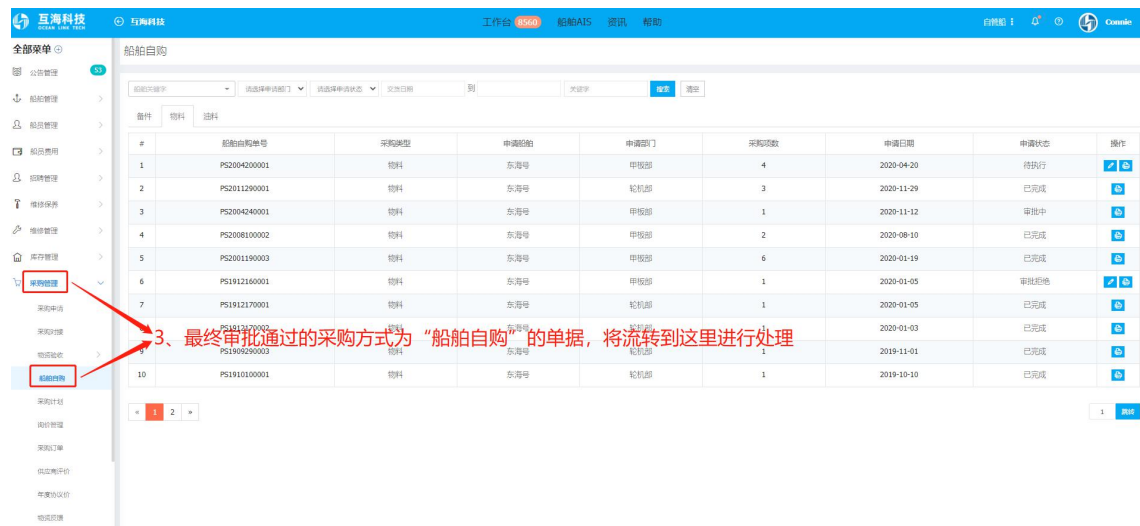 互海科技
OCEAN LINK TECH
互海科技
工作台 8560 船舶AIS 资讯 帮助
自管船
Connie
全部菜单
船舶自购
公告管理 53
船舶管理
船员管理
船员费用
招聘管理
维修保养
维修管理
库存管理
采购管理
采购申请
采购对接
物资验收
船舶自购
采购计划
询价管理
采购订单
供应商评价
年度协议价
物资反馈
船舶关键字 请选择申请部门 请选择申请状态 交货日期 到 关键字 搜索 清空
备件 物料 油料
# 船舶自购单号 采购类型 申请船舶 申请部门 采购项数 申请日期 申请状态 操作
1 PS2004200001 物料 东海号 甲板部 4 2020-04-20 待执行
2 PS2011290001 物料 东海号 轮机部 3 2020-11-29 已完成
3 PS2004240001 物料 东海号 甲板部 1 2020-11-12 审批中
4 PS2008100002 物料 东海号 甲板部 2 2020-08-10 已完成
5 PS2001190003 物料 东海号 甲板部 6 2020-01-19 已完成
6 PS1912160001 物料 东海号 甲板部 1 2020-01-05 审批拒绝
7 PS1912170001 物料 东海号 轮机部 1 2020-01-05 已完成
PS1912170002 物料 东海号 轮机部 1 2020-01-03 已完成
3、最终审批通过的采购方式为“船舶自购”的单据，将流转到这里进行处理
9 PS1909290003 物料 东海号 轮机部 1 2019-11-01 已完成
10 PS1910100001 物料 东海号 轮机部 1 2019-10-10 已完成
« 1 2 »
1 跳转